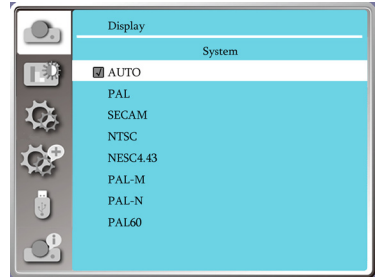 Display
System
AUTO
PAL
SECAM
NTSC
NESC4.43
PAL-M
PAL-N
PAL60